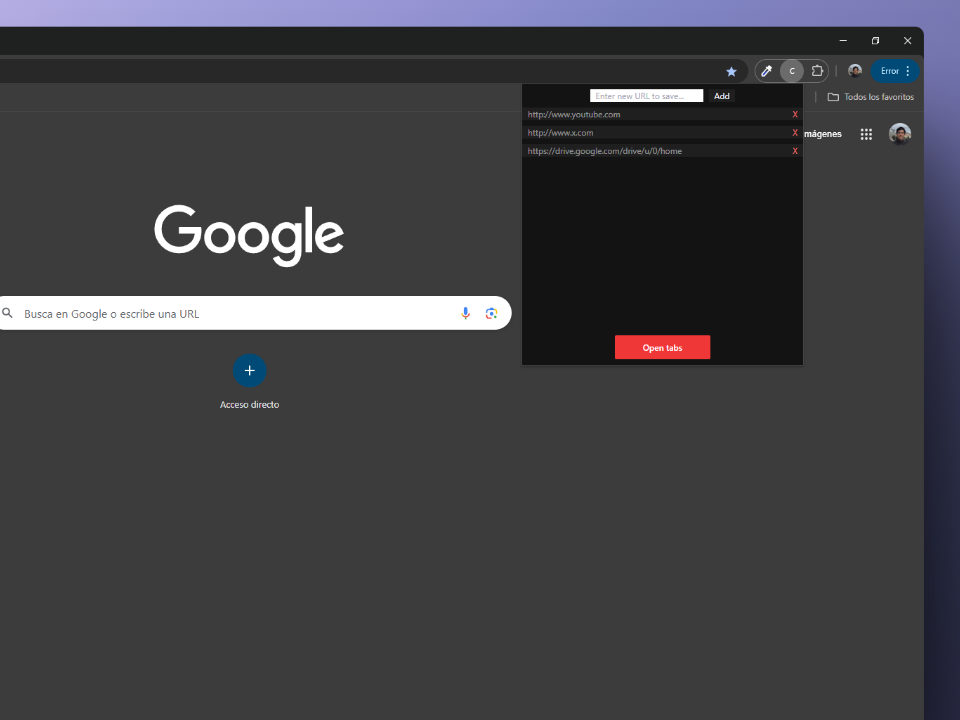 C
Error
Todos los favoritos
Enter new URL to save...
Add
http://www.youtube.com
X
http://www.x.com
X
https://drive.google.com/drive/u/0/home
X
mágenes
Google
Busca en Google o escribe una URL
Open tabs
Acceso directo